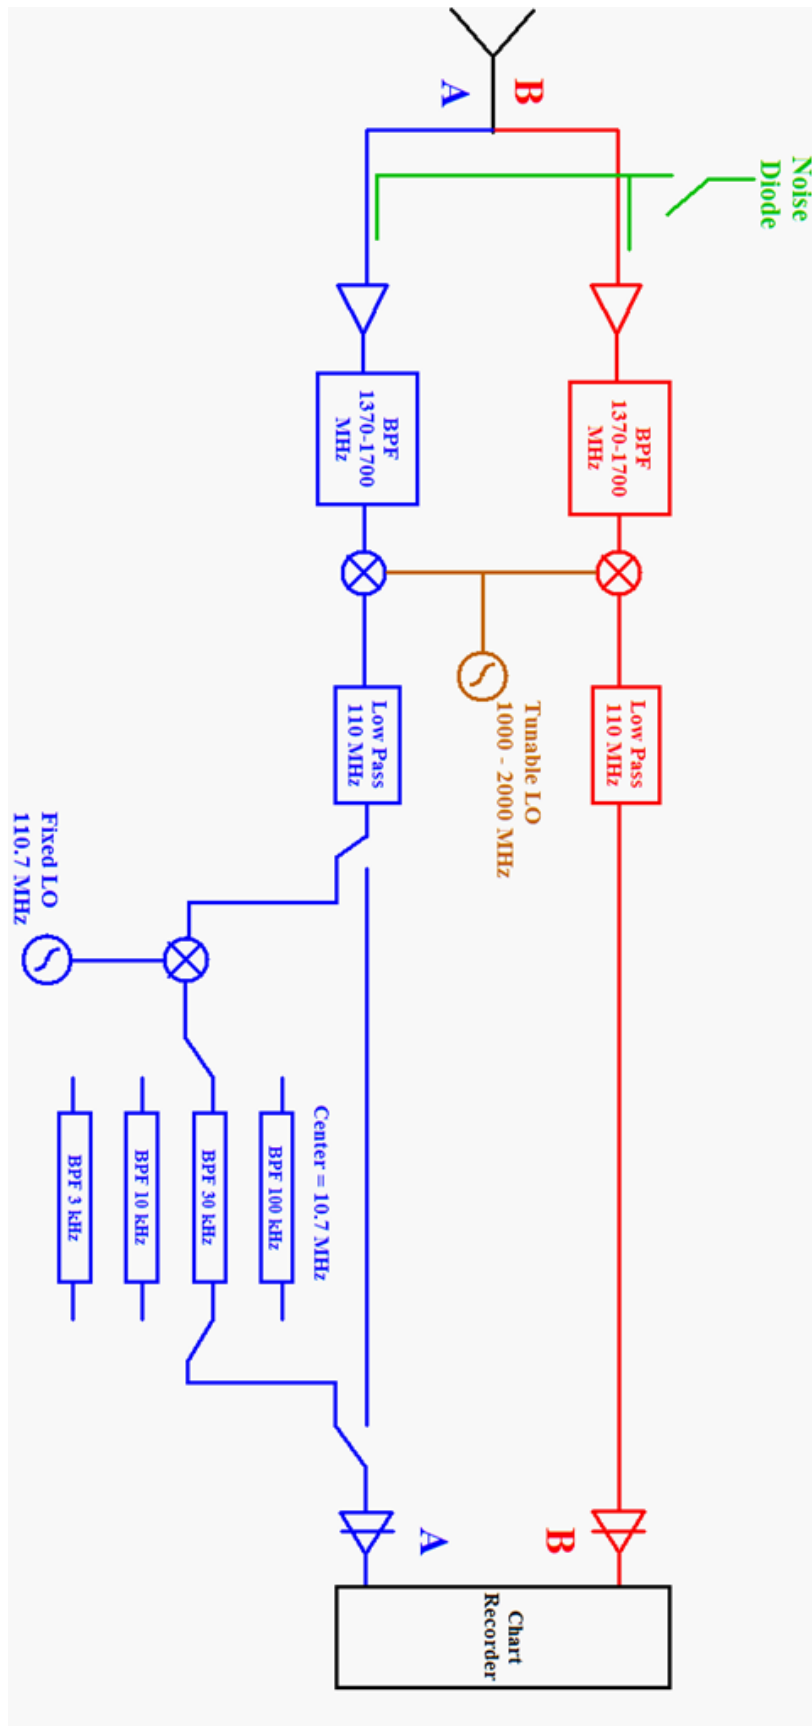 A
B
Noise
Diode
BPF
1370-1700
MHz
BPF
1370-1700
MHz
Low Pass
110 MHz
Low Pass
110 MHz
Tunable LO
1000 - 2000 MHz
Fixed LO
110.7 MHz
Center = 10.7 MHz
BPF 100 kHz
BPF 30 kHz
BPF 10 kHz
BPF 3 kHz
A
B
Chart
Recorder